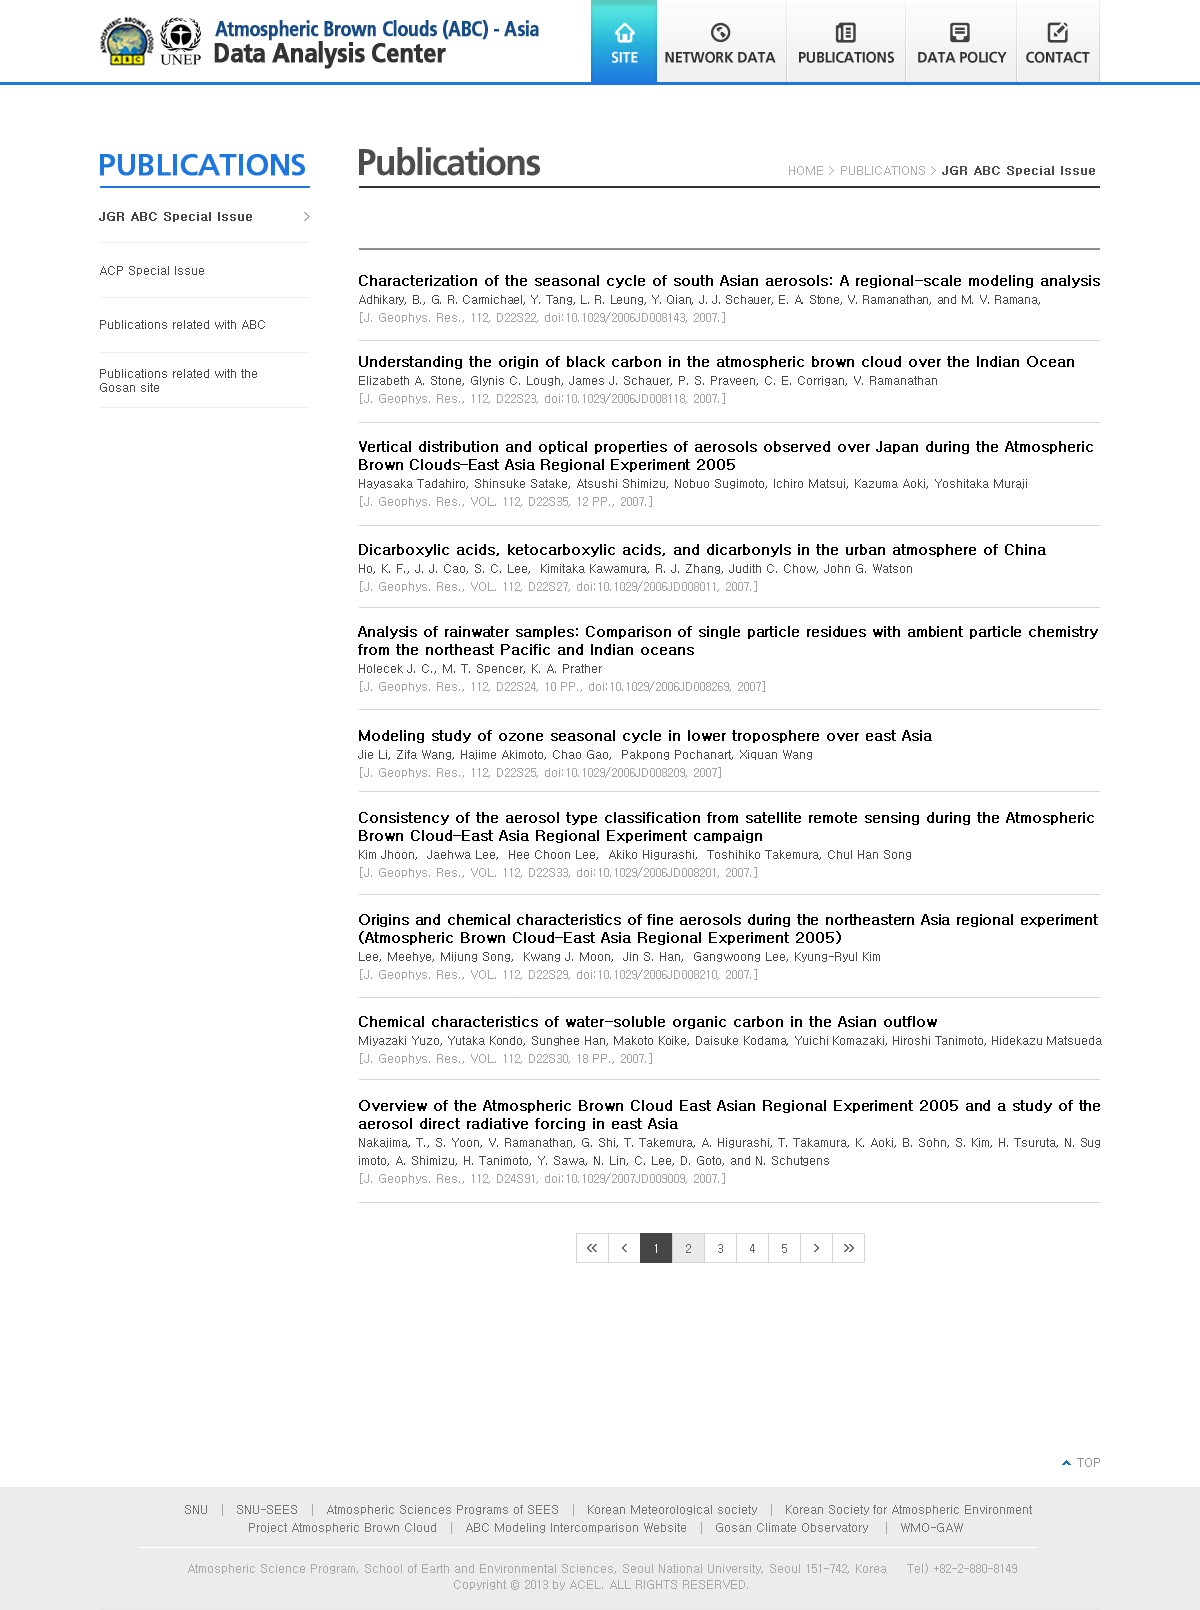 ATMOSPHERIC BROWN CLOUDS
ABC
UNEP
Atmospheric Brown Clouds (ABC) - Asia
Data Analysis Center
SITE
NETWORK DATA
PUBLICATIONS
DATA POLICY
CONTACT
PUBLICATIONS
JGR ABC Special Issue
ACP Special Issue
Publications related with ABC
Publications related with the
Gosan site
Publications
HOME > PUBLICATIONS > JGR ABC Special Issue
Characterization of the seasonal cycle of south Asian aerosols: A regional-scale modeling analysis
Adhikary, B., G. R. Carmichael, Y. Tang, L. R. Leung, Y. Qian, J. J. Schauer, E. A. Stone, V. Ramanathan, and M. V. Ramana,
[J. Geophys. Res., 112, D22S22, doi:10.1029/2006JD008143, 2007.]
Understanding the origin of black carbon in the atmospheric brown cloud over the Indian Ocean
Elizabeth A. Stone, Glynis C. Lough, James J. Schauer, P. S. Praveen, C. E. Corrigan, V. Ramanathan
[J. Geophys. Res., 112, D22S23, doi:10.1029/2006JD008118, 2007.]
Vertical distribution and optical properties of aerosols observed over Japan during the Atmospheric
Brown Clouds-East Asia Regional Experiment 2005
Hayasaka Tadahiro, Shinsuke Satake, Atsushi Shimizu, Nobuo Sugimoto, Ichiro Matsui, Kazuma Aoki, Yoshitaka Muraji
[J. Geophys. Res., VOL. 112, D22S35, 12 PP., 2007.]
Dicarboxylic acids, ketocarboxylic acids, and dicarbonyls in the urban atmosphere of China
Ho, K. F., J. J. Cao, S. C. Lee, Kimitaka Kawamura, R. J. Zhang, Judith C. Chow, John G. Watson
[J. Geophys. Res., VOL. 112, D22S27, doi:10.1029/2006JD008011, 2007.]
Analysis of rainwater samples: Comparison of single particle residues with ambient particle chemistry
from the northeast Pacific and Indian oceans
Holecek J. C., M. T. Spencer, K. A. Prather
[J. Geophys. Res., 112, D22S24, 10 PP., doi:10.1029/2006JD008269, 2007]
Modeling study of ozone seasonal cycle in lower troposphere over east Asia
Jie Li, Zifa Wang, Hajime Akimoto, Chao Gao, Pakpong Pochanart, Xiquan Wang
[J. Geophys. Res., 112, D22S25, doi:10.1029/2006JD008209, 2007]
Consistency of the aerosol type classification from satellite remote sensing during the Atmospheric
Brown Cloud-East Asia Regional Experiment campaign
Kim Jhoon, Jaehwa Lee, Hee Choon Lee, Akiko Higurashi, Toshihiko Takemura, Chul Han Song
[J. Geophys. Res., VOL. 112, D22S33, doi:10.1029/2006JD008201, 2007.]
Origins and chemical characteristics of fine aerosols during the northeastern Asia regional experiment
(Atmospheric Brown Cloud-East Asia Regional Experiment 2005)
Lee, Meehye, Mijung Song, Kwang J. Moon, Jin S. Han, Gangwoong Lee, Kyung-Ryul Kim
[J. Geophys. Res., VOL. 112, D22S29, doi:10.1029/2006JD008210, 2007.]
Chemical characteristics of water-soluble organic carbon in the Asian outflow
Miyazaki Yuzo, Yutaka Kondo, Sunghee Han, Makoto Koike, Daisuke Kodama, Yuichi Komazaki, Hiroshi Tanimoto, Hidekazu Matsueda
[J. Geophys. Res., VOL. 112, D22S30, 18 PP., 2007.]
Overview of the Atmospheric Brown Cloud East Asian Regional Experiment 2005 and a study of the
aerosol direct radiative forcing in east Asia
Nakajima, T., S. Yoon, V. Ramanathan, G. Shi, T. Takemura, A. Higurashi, T. Takamura, K. Aoki, B. Sohn, S. Kim, H. Tsuruta, N. Sug
imoto, A. Shimizu, H. Tanimoto, Y. Sawa, N. Lin, C. Lee, D. Goto, and N. Schutgens
[J. Geophys. Res., 112, D24S91, doi:10.1029/2007JD009009, 2007.]
« ‹ 1 2 3 4 5 › »
TOP
SNU | SNU-SEES | Atmospheric Sciences Programs of SEES | Korean Meteorological society | Korean Society for Atmospheric Environment
Project Atmospheric Brown Cloud | ABC Modeling Intercomparison Website | Gosan Climate Observatory | WMO-GAW
Atmospheric Science Program, School of Earth and Environmental Sciences, Seoul National University, Seoul 151-742, Korea Tel) +82-2-880-8149
Copyright © 2013 by ACEL. ALL RIGHTS RESERVED.